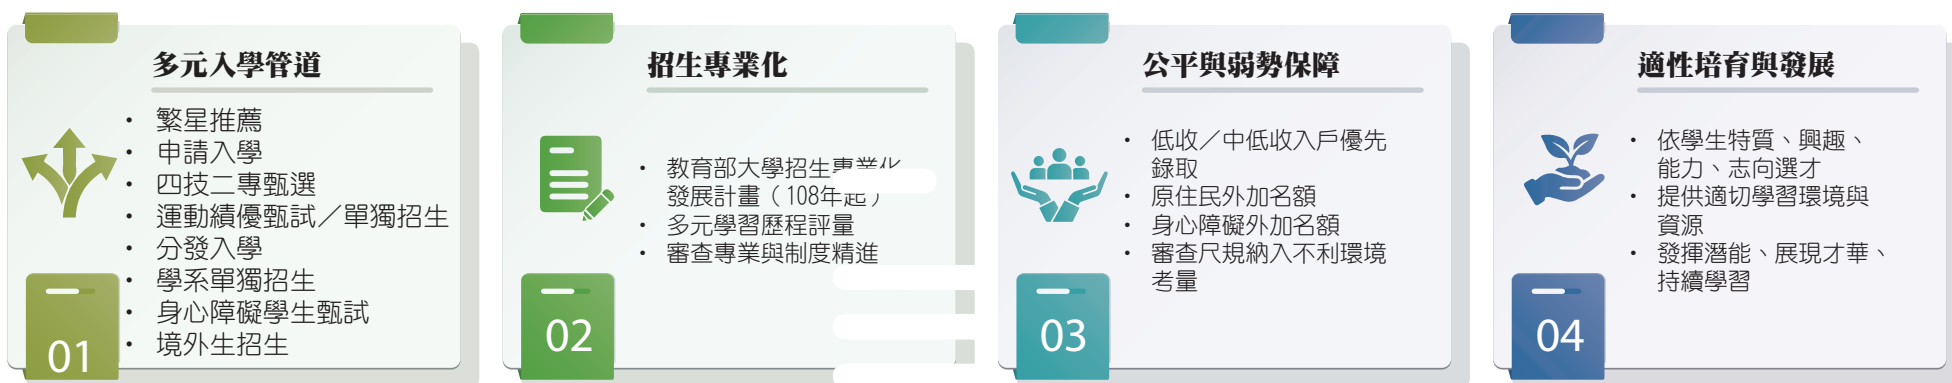 多元入學管道
• 繁星推薦
• 申請入學
• 四技二專甄選
• 運動績優甄試／單獨招生
• 分發入學
• 學系單獨招生
• 身心障礙學生甄試
• 境外生招生
01
招生專業化
• 教育部大學招生專業化
發展計畫（108年起）
• 多元學習歷程評量
• 審查專業與制度精進
02
公平與弱勢保障
• 低收／中低收入戶優先
錄取
• 原住民外加名額
• 身心障礙外加名額
• 審查尺規納入不利環境
考量
03
適性培育與發展
• 依學生特質、興趣、
能力、志向選才
• 提供適切學習環境與
資源
• 發揮潛能、展現才華、
持續學習
04